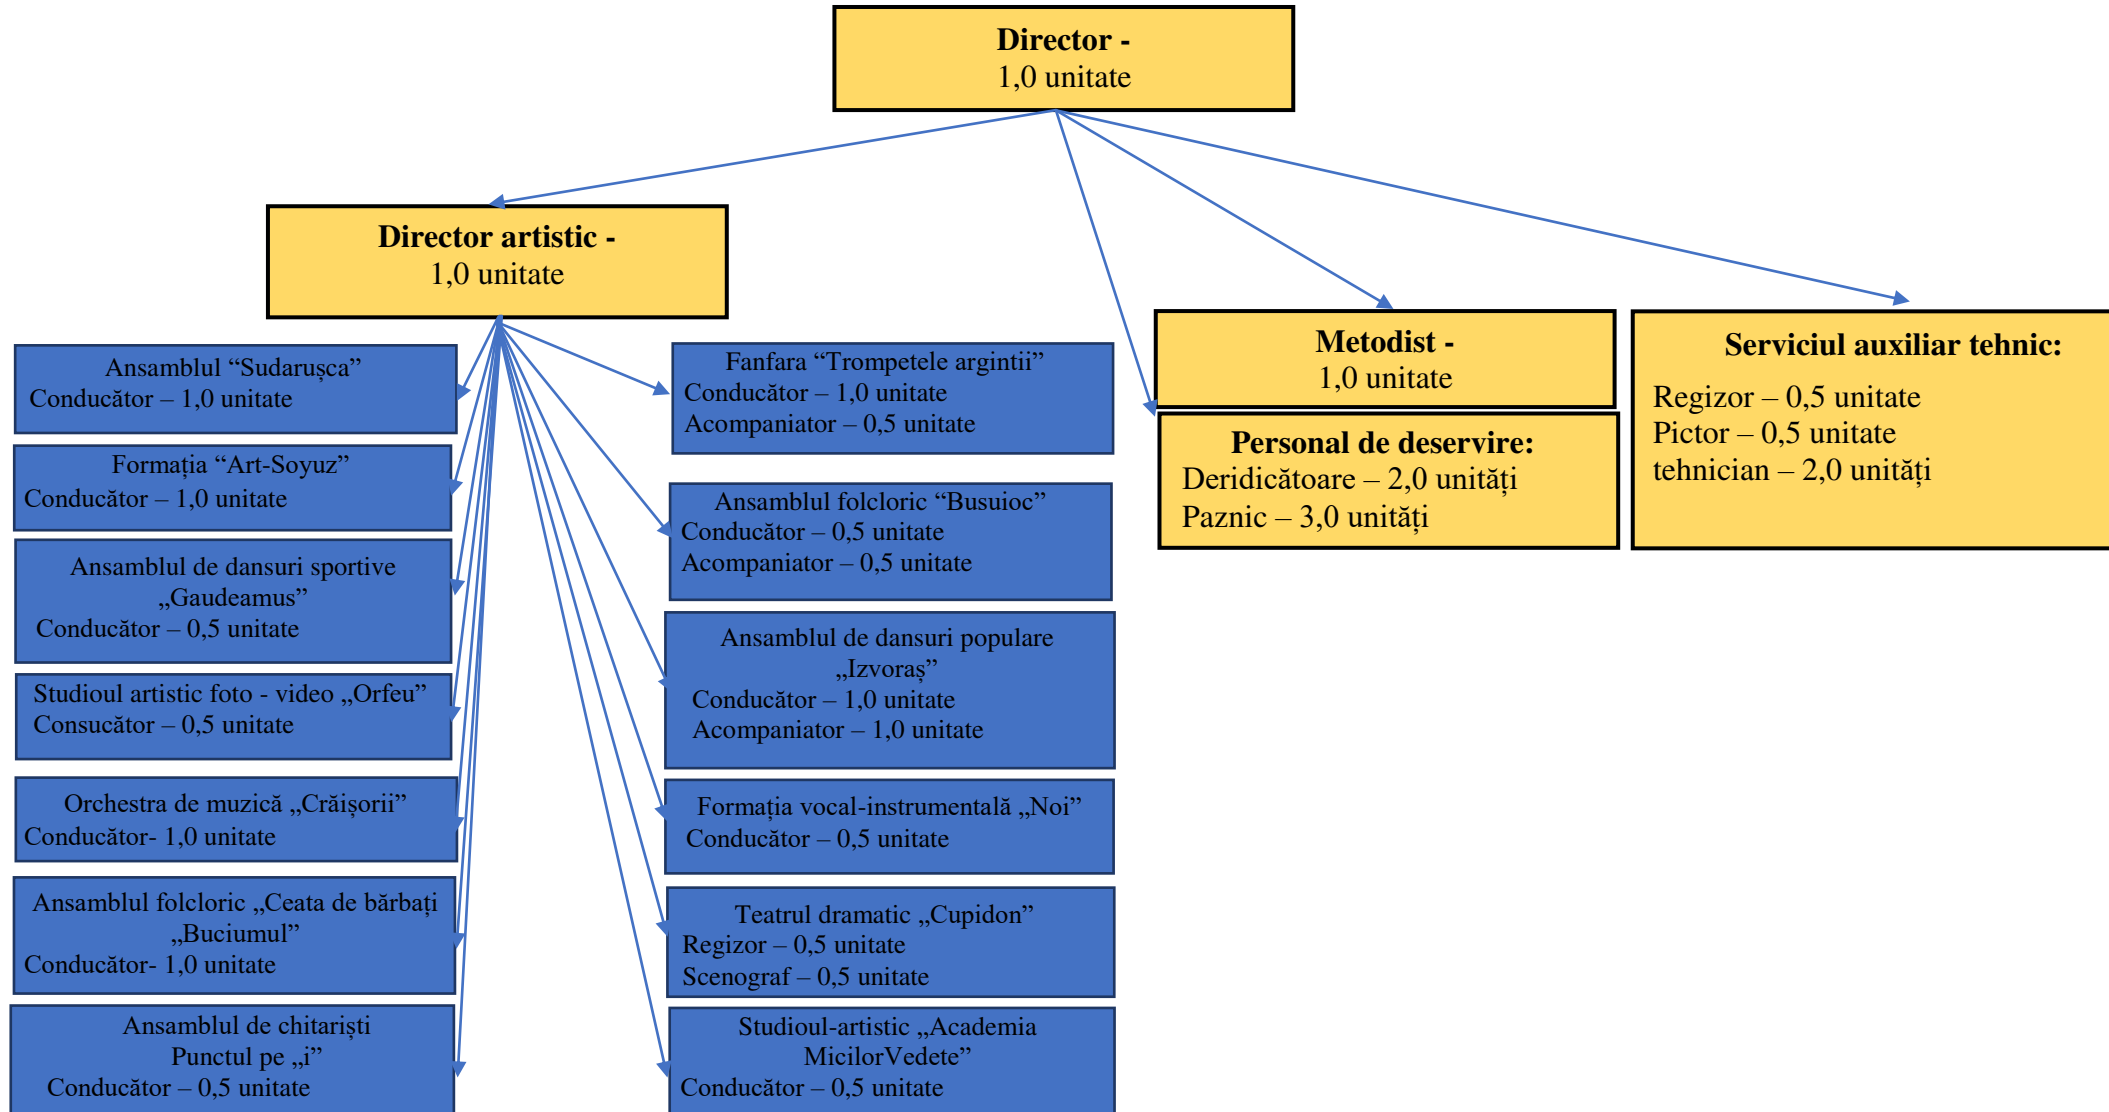 Director -
1,0 unitate
Director artistic -
1,0 unitate
Metodist -
1,0 unitate
Personal de deservire:
Deridicătoare – 2,0 unități
Paznic – 3,0 unități
Serviciul auxiliar tehnic:
Regizor – 0,5 unitate
Pictor – 0,5 unitate
tehnician – 2,0 unități
Ansamblul “Sudarușca”
Conducător – 1,0 unitate
Formația “Art-Soyuz”
Conducător – 1,0 unitate
Ansamblul de dansuri sportive
„Gaudeamus”
Conducător – 0,5 unitate
Studioul artistic foto - video „Orfeu”
Consucător – 0,5 unitate
Orchestra de muzică „Crăișorii”
Conducător- 1,0 unitate
Ansamblul folcloric „Ceata de bărbați
„Buciumul”
Conducător- 1,0 unitate
Ansamblul de chitariști
Punctul pe „i”
Conducător – 0,5 unitate
Fanfara “Trompetele argintii”
Conducător – 1,0 unitate
Acompaniator – 0,5 unitate
Ansamblul folcloric “Busuioc”
Conducător – 0,5 unitate
Acompaniator – 0,5 unitate
Ansamblul de dansuri populare
„Izvoraș”
Conducător – 1,0 unitate
Acompaniator – 1,0 unitate
Formația vocal-instrumentală „Noi”
Conducător – 0,5 unitate
Teatrul dramatic „Cupidon”
Regizor – 0,5 unitate
Scenograf – 0,5 unitate
Studioul-artistic „Academia
MicilorVedete”
Conducător – 0,5 unitate